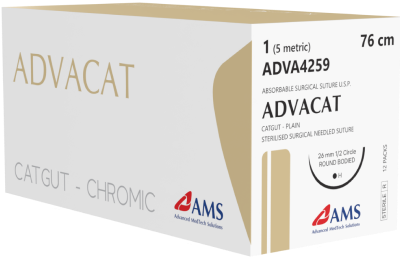 ADVACAT
CATGUT - CHROMIC
AMS
Advanced MedTech Solutions
1 (5 metric)
76 cm
ADVA4259
ABSORBABLE SURGICAL SUTURE U.S.P.
ADVACAT
CATGUT - PLAIN
STERILISED SURGICAL NEEDLED SUTURE
26 mm 1/2 Circle
ROUND BODIED
H
AMS
Advanced MedTech Solutions
STERILE R
12 PACKS